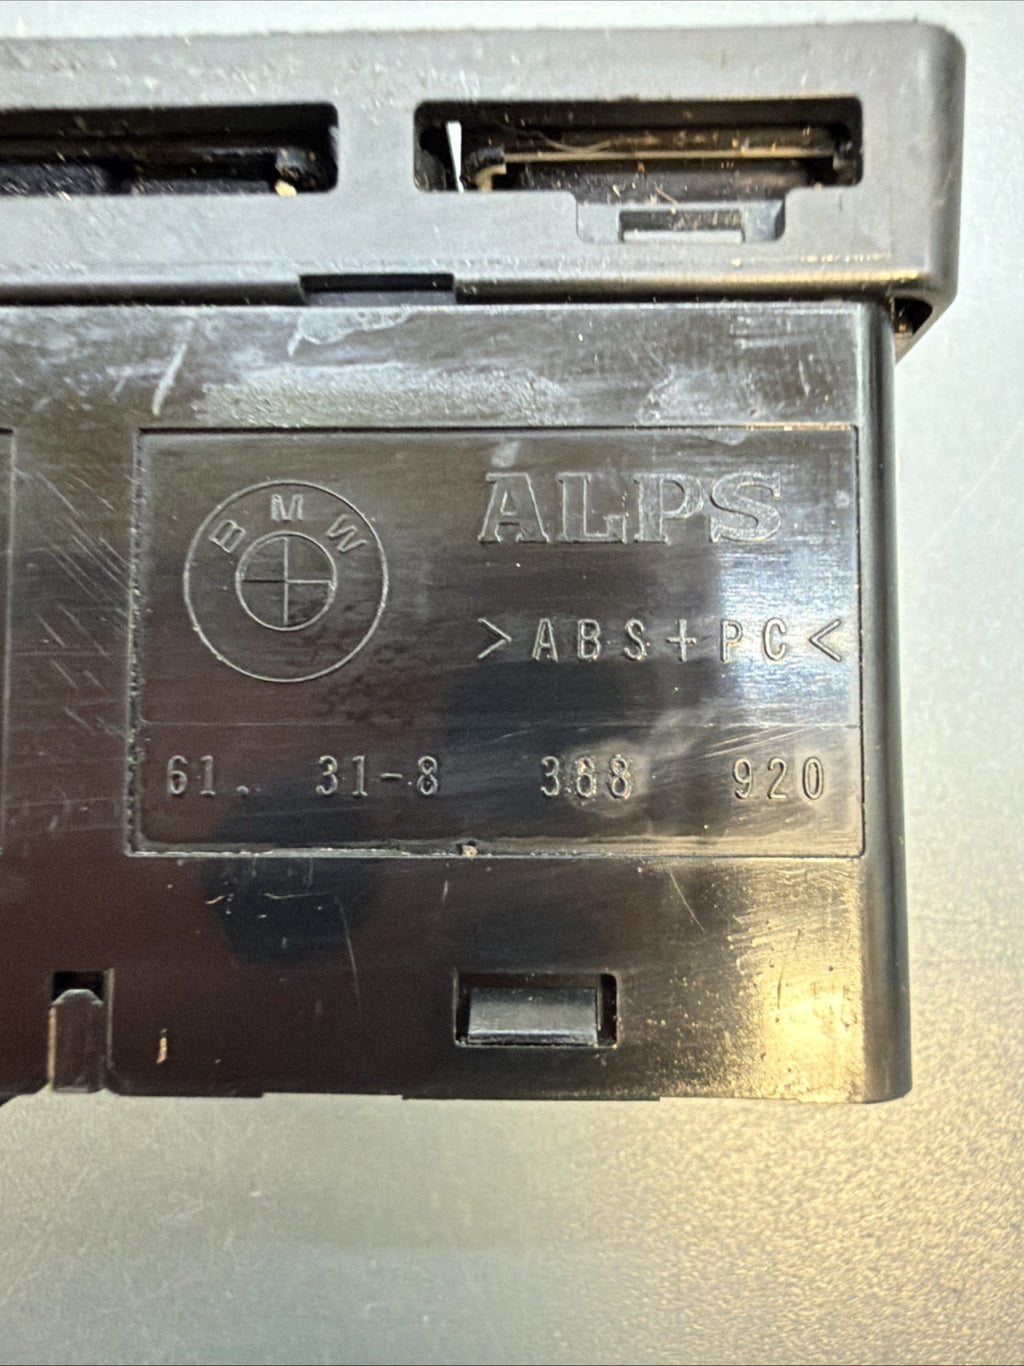 BMW
ALPS
>ABS+PC<
61. 31-8 368 920